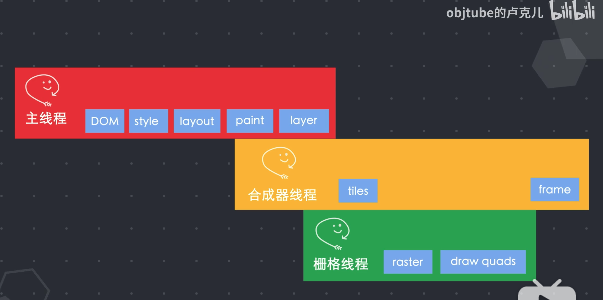 objtube的卢克儿 bilibili
主线程
DOM style layout paint layer
合成器线程
tiles frame
栅格线程
raster draw quads